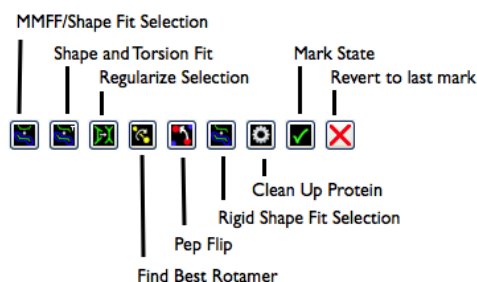 MMFF/Shape Fit Selection
Shape and Torsion Fit
Mark State
Regularize Selection
Revert to last mark
Clean Up Protein
Rigid Shape Fit Selection
Pep Flip
Find Best Rotamer